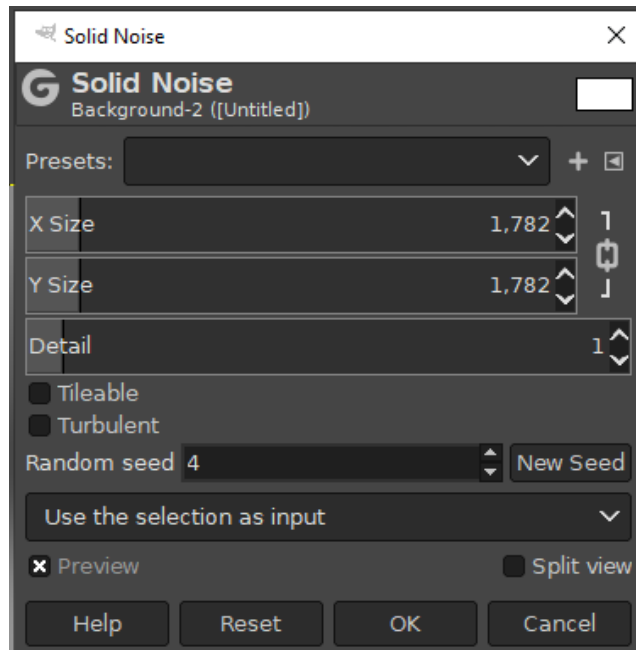 Solid Noise
Solid Noise
Background-2 ([Untitled])
Presets:
X Size 1,782
Y Size 1,782
Detail 1
Tileable
Turbulent
Random seed 4 New Seed
Use the selection as input
Preview Split view
Help Reset OK Cancel